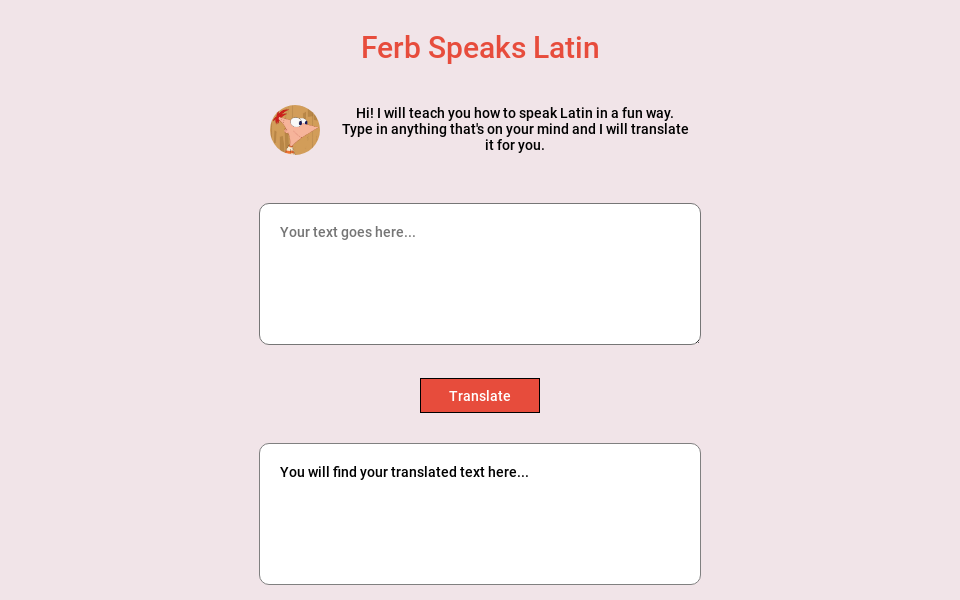 Ferb Speaks Latin
Hi! I will teach you how to speak Latin in a fun way.
Type in anything that's on your mind and I will translate
it for you.
Your text goes here...
Translate
You will find your translated text here...